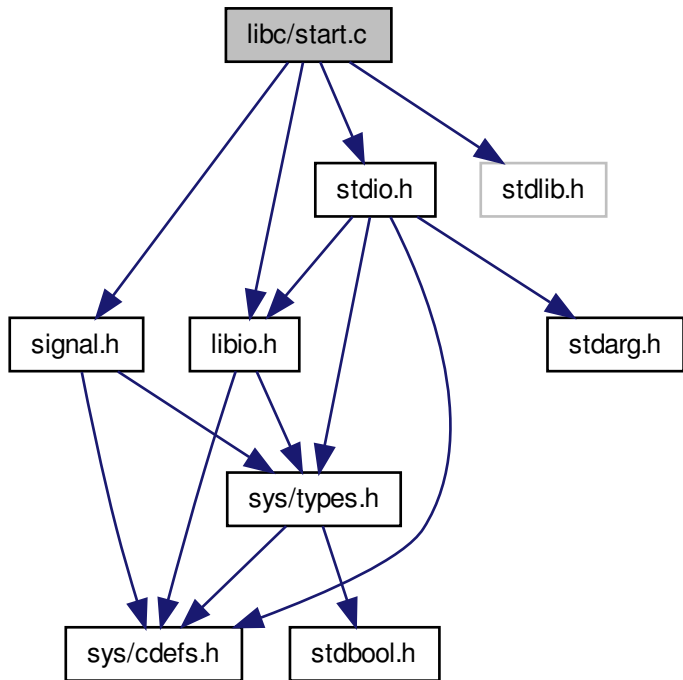 libc/start.c
stdio.h
stdlib.h
signal.h
libio.h
stdarg.h
sys/types.h
sys/cdefs.h
stdbool.h